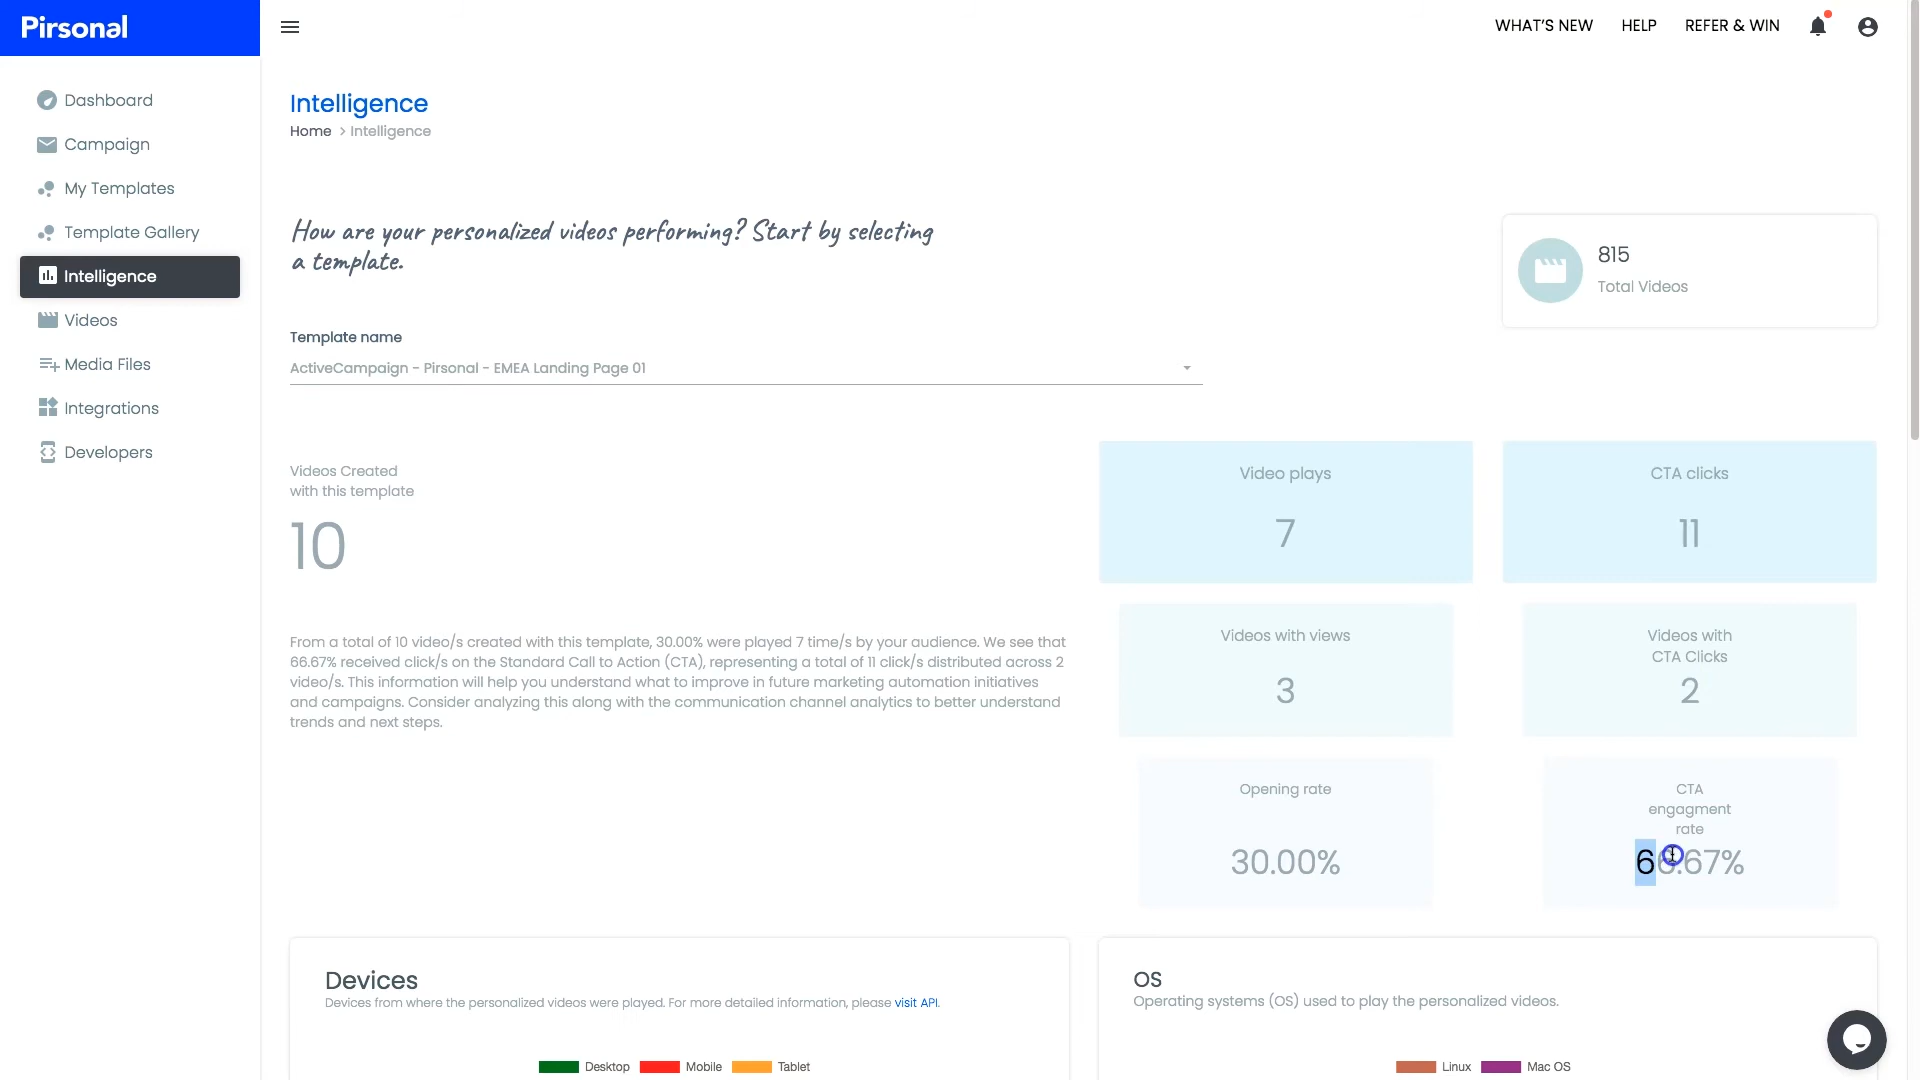 Pirsonal
WHAT'S NEW
HELP
REFER & WIN
Dashboard
Campaign
My Templates
Template Gallery
Intelligence
Videos
Media Files
Integrations
Developers
Intelligence
Home > Intelligence
How are your personalized videos performing? Start by selecting
a template.
815
Total Videos
Template name
ActiveCampaign - Pirsonal - EMEA Landing Page 01
Videos Created
with this template
10
From a total of 10 video/s created with this template, 30.00% were played 7 time/s by your audience. We see that
66.67% received click/s on the Standard Call to Action (CTA), representing a total of 11 click/s distributed across 2
video/s. This information will help you understand what to improve in future marketing automation initiatives
and campaigns. Consider analyzing this along with the communication channel analytics to better understand
trends and next steps.
Video plays
7
CTA clicks
11
Videos with views
3
Videos with
CTA Clicks
2
Opening rate
30.00%
CTA
engagment
rate
66.67%
Devices
Devices from where the personalized videos were played. For more detailed information, please visit API.
Desktop
Mobile
Tablet
OS
Operating systems (OS) used to play the personalized videos.
Linux
Mac OS